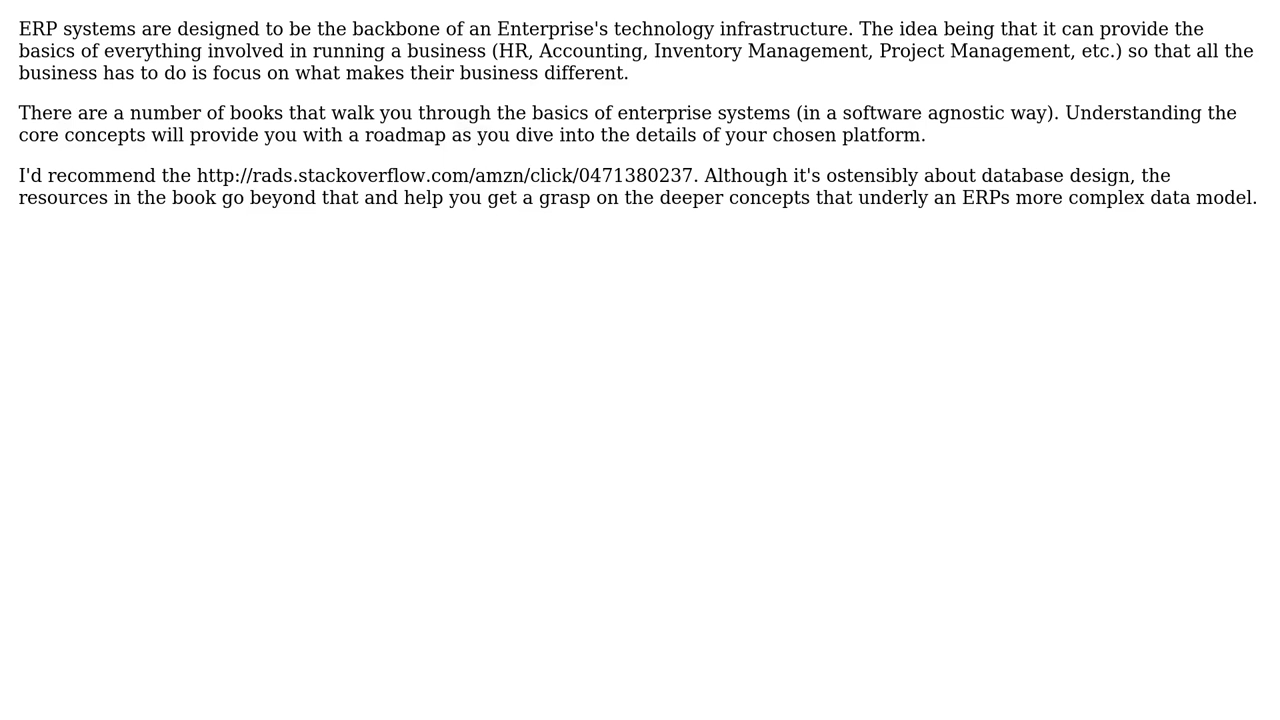 ERP systems are designed to be the backbone of an Enterprise's technology infrastructure. The idea being that it can provide the
basics of everything involved in running a business (HR, Accounting, Inventory Management, Project Management, etc.) so that all the
business has to do is focus on what makes their business different.
There are a number of books that walk you through the basics of enterprise systems (in a software agnostic way). Understanding the
core concepts will provide you with a roadmap as you dive into the details of your chosen platform.
I'd recommend the http://rads.stackoverflow.com/amzn/click/0471380237. Although it's ostensibly about database design, the
resources in the book go beyond that and help you get a grasp on the deeper concepts that underly an ERPs more complex data model.